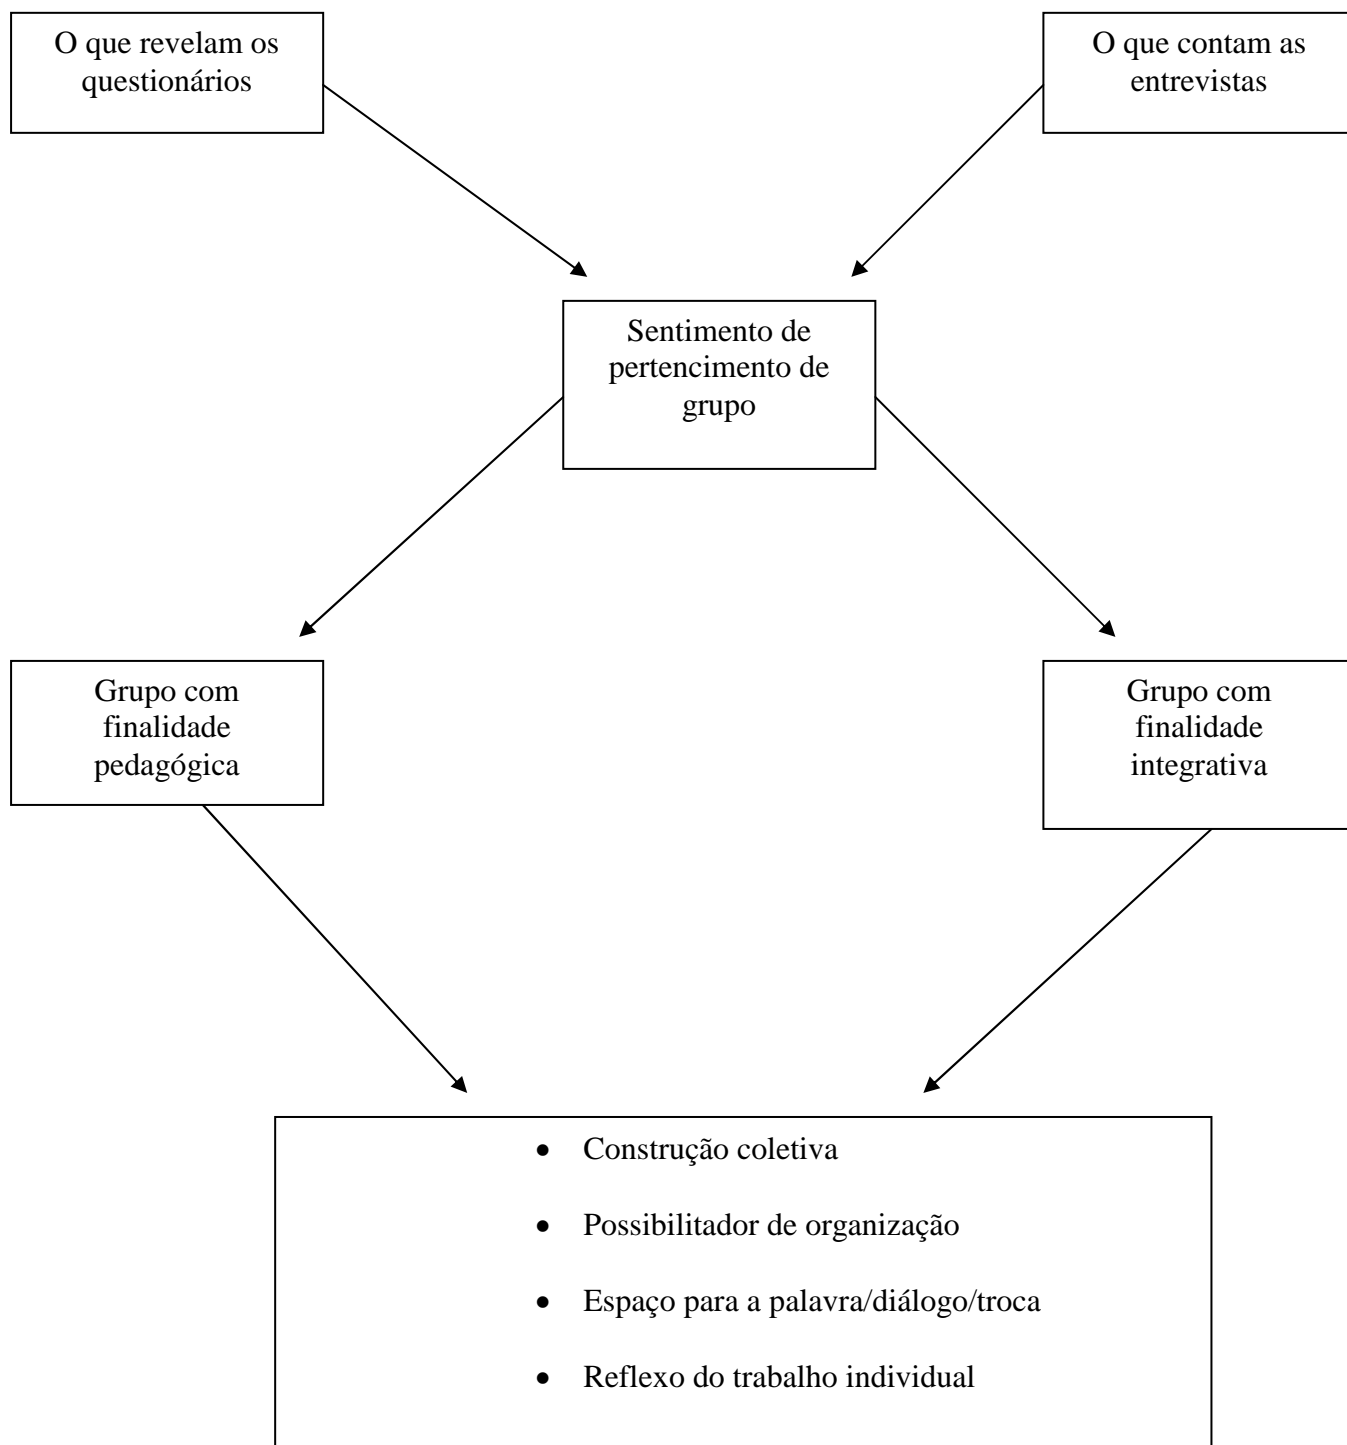 O que revelam os
questionários
O que contam as
entrevistas
Sentimento de
pertencimento de
grupo
Grupo com
finalidade
pedagógica
Grupo com
finalidade
integrativa
• Construção coletiva
• Possibilitador de organização
• Espaço para a palavra/diálogo/troca
• Reflexo do trabalho individual